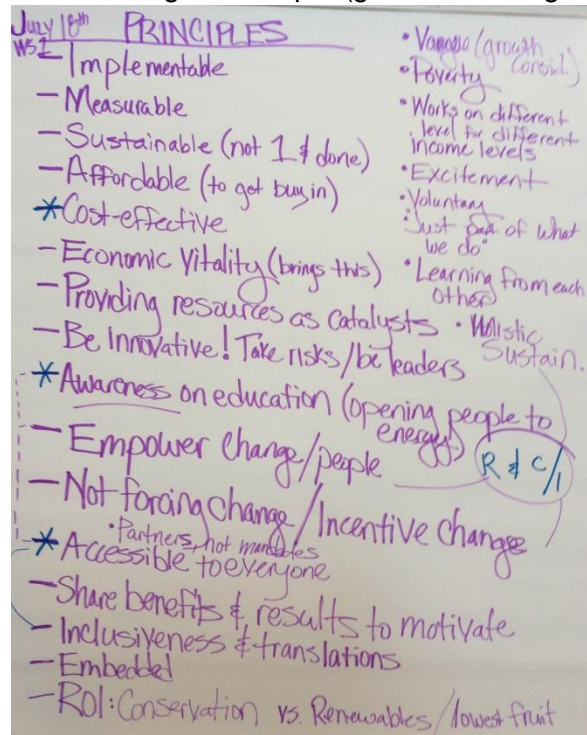 July 18th PRINCIPLES
WS1
- Implementable
- Measurable
- Sustainable (not 1 & done)
- Affordable (to get buy in)
* Cost-effective
- Economic Vitality (brings this)
- Providing resources as catalysts
- Be innovative! Take risks/be leaders
* Awareness on education (opening people to
energy)
- Empower change/people
- Not forcing change/Incentive change
• Partners, not mandates
* Accessible to everyone
- Share benefits & results to motivate
- Inclusiveness & translations
- Embedded
- ROI: Conservation vs. Renewables/lowest fruit
• (growth
• Poverty
• Works on different
level for different
income levels
• Excitement
• Voluntary
"Just part of what
we do"
• Learning from each
other
• Holistic
Sustain.
R & C/I